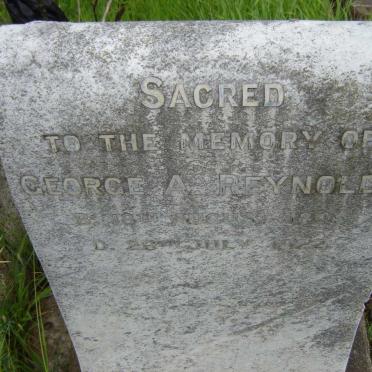 SACRED
TO THE MEMORY OF
GEORGE A. REYNOLD
D. 28TH JULY